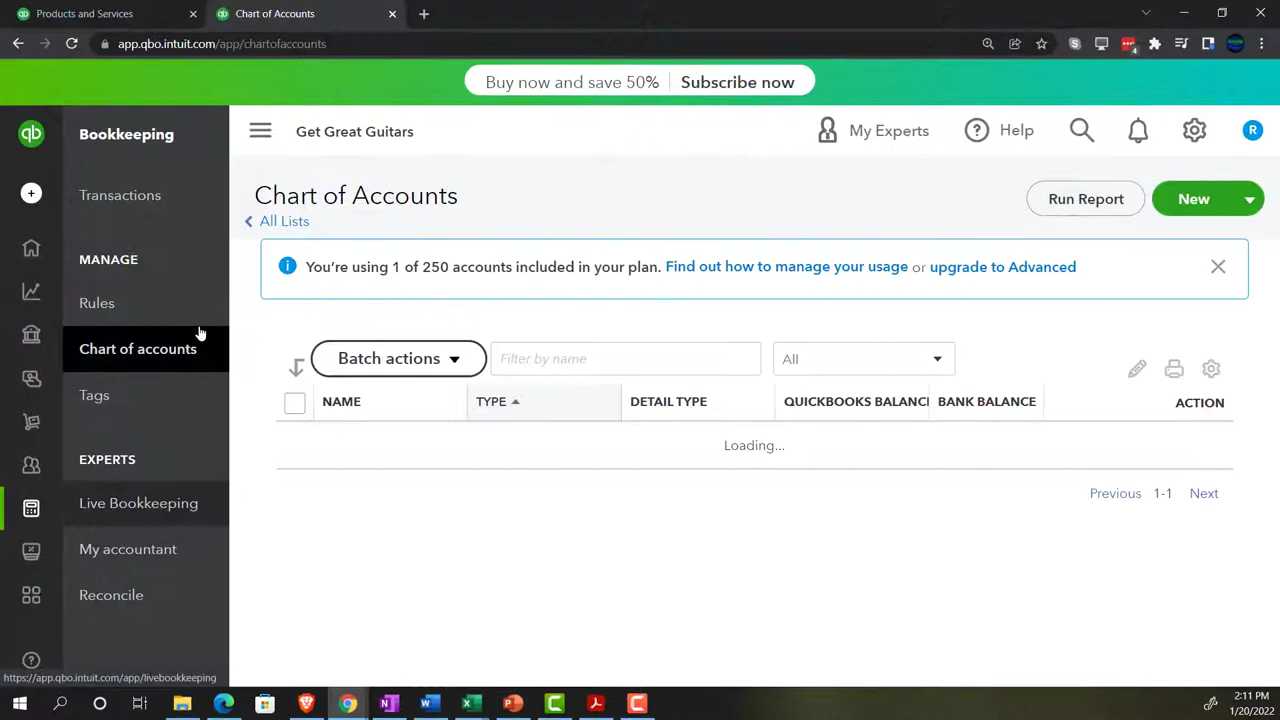 Products and Services
Chart of Accounts
app.qbo.intuit.com/app/chartofaccounts
4
Buy now and save 50%
Subscribe now
qb
Bookkeeping
Get Great Guitars
My Experts
Help
R
Transactions
MANAGE
Rules
Chart of accounts
Tags
EXPERTS
Live Bookkeeping
My accountant
Reconcile
Chart of Accounts
All Lists
Run Report
New
You're using 1 of 250 accounts included in your plan. Find out how to manage your usage or upgrade to Advanced
Batch actions
Filter by name
All
NAME
TYPE
DETAIL TYPE
QUICKBOOKS BALANC
BANK BALANCE
ACTION
Loading...
Previous 1-1 Next
https://app.qbo.intuit.com/app/livebookkeeping
2:11 PM
1/20/2022